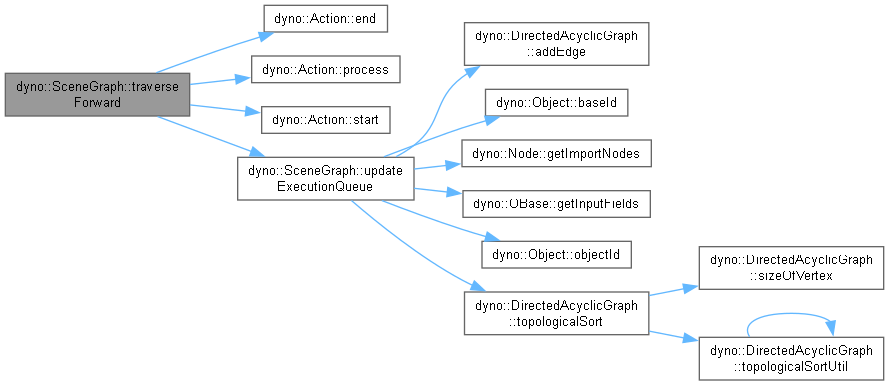 dyno::Action::end
dyno::DirectedAcyclicGraph
::addEdge
dyno::Action::process
dyno::SceneGraph::traverse
Forward
dyno::Object::baseId
dyno::Action::start
dyno::Node::getImportNodes
dyno::SceneGraph::update
ExecutionQueue
dyno::OBase::getInputFields
dyno::Object::objectId
dyno::DirectedAcyclicGraph
::sizeOfVertex
dyno::DirectedAcyclicGraph
::topologicalSort
dyno::DirectedAcyclicGraph
::topologicalSortUtil